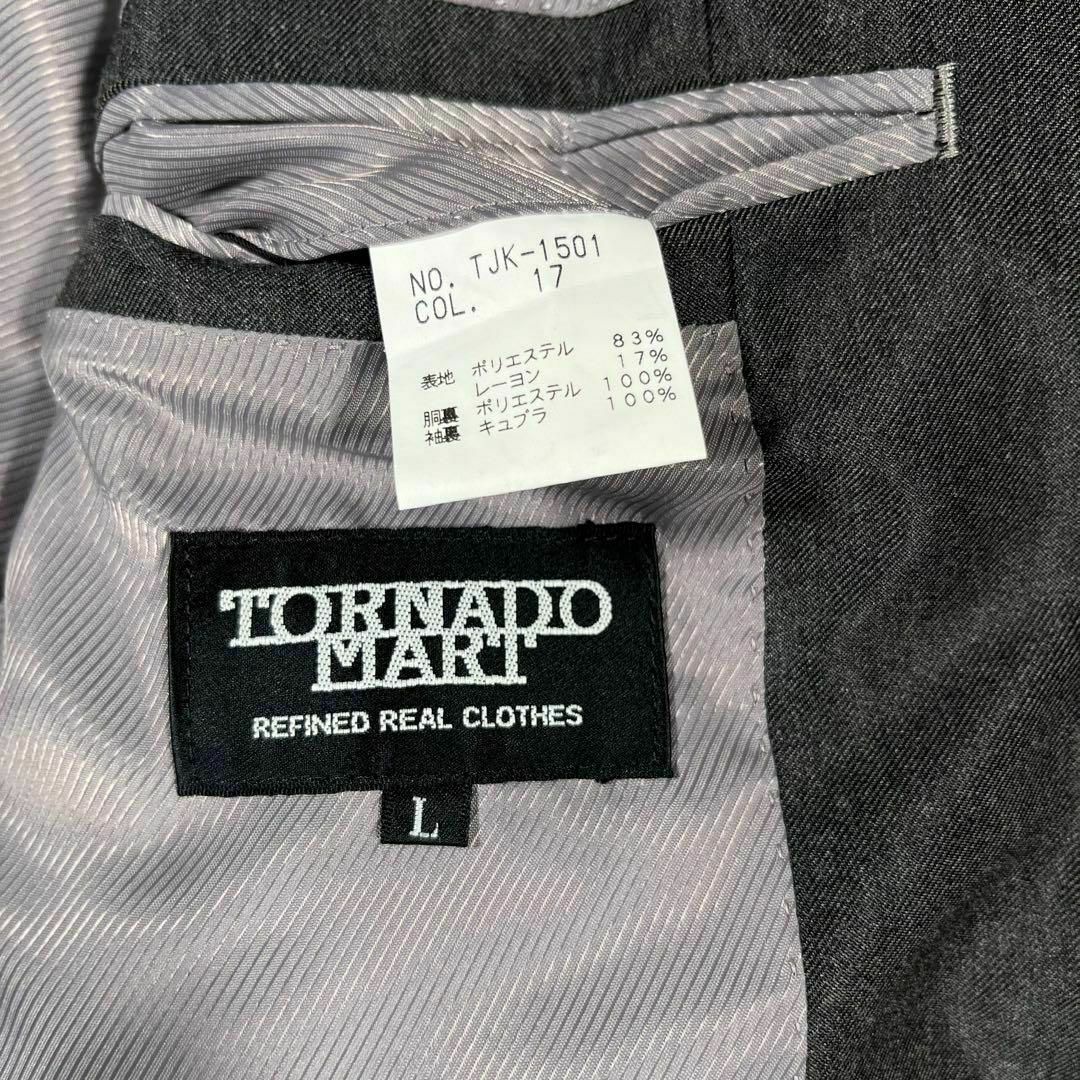 NO. TJK-1501
COL. 17
表地 ポリエステル 83%
レーヨン 17%
胴裏 ポリエステル 100%
袖裏 キュプラ 100%
TORNADO
MART
REFINED REAL CLOTHES
L